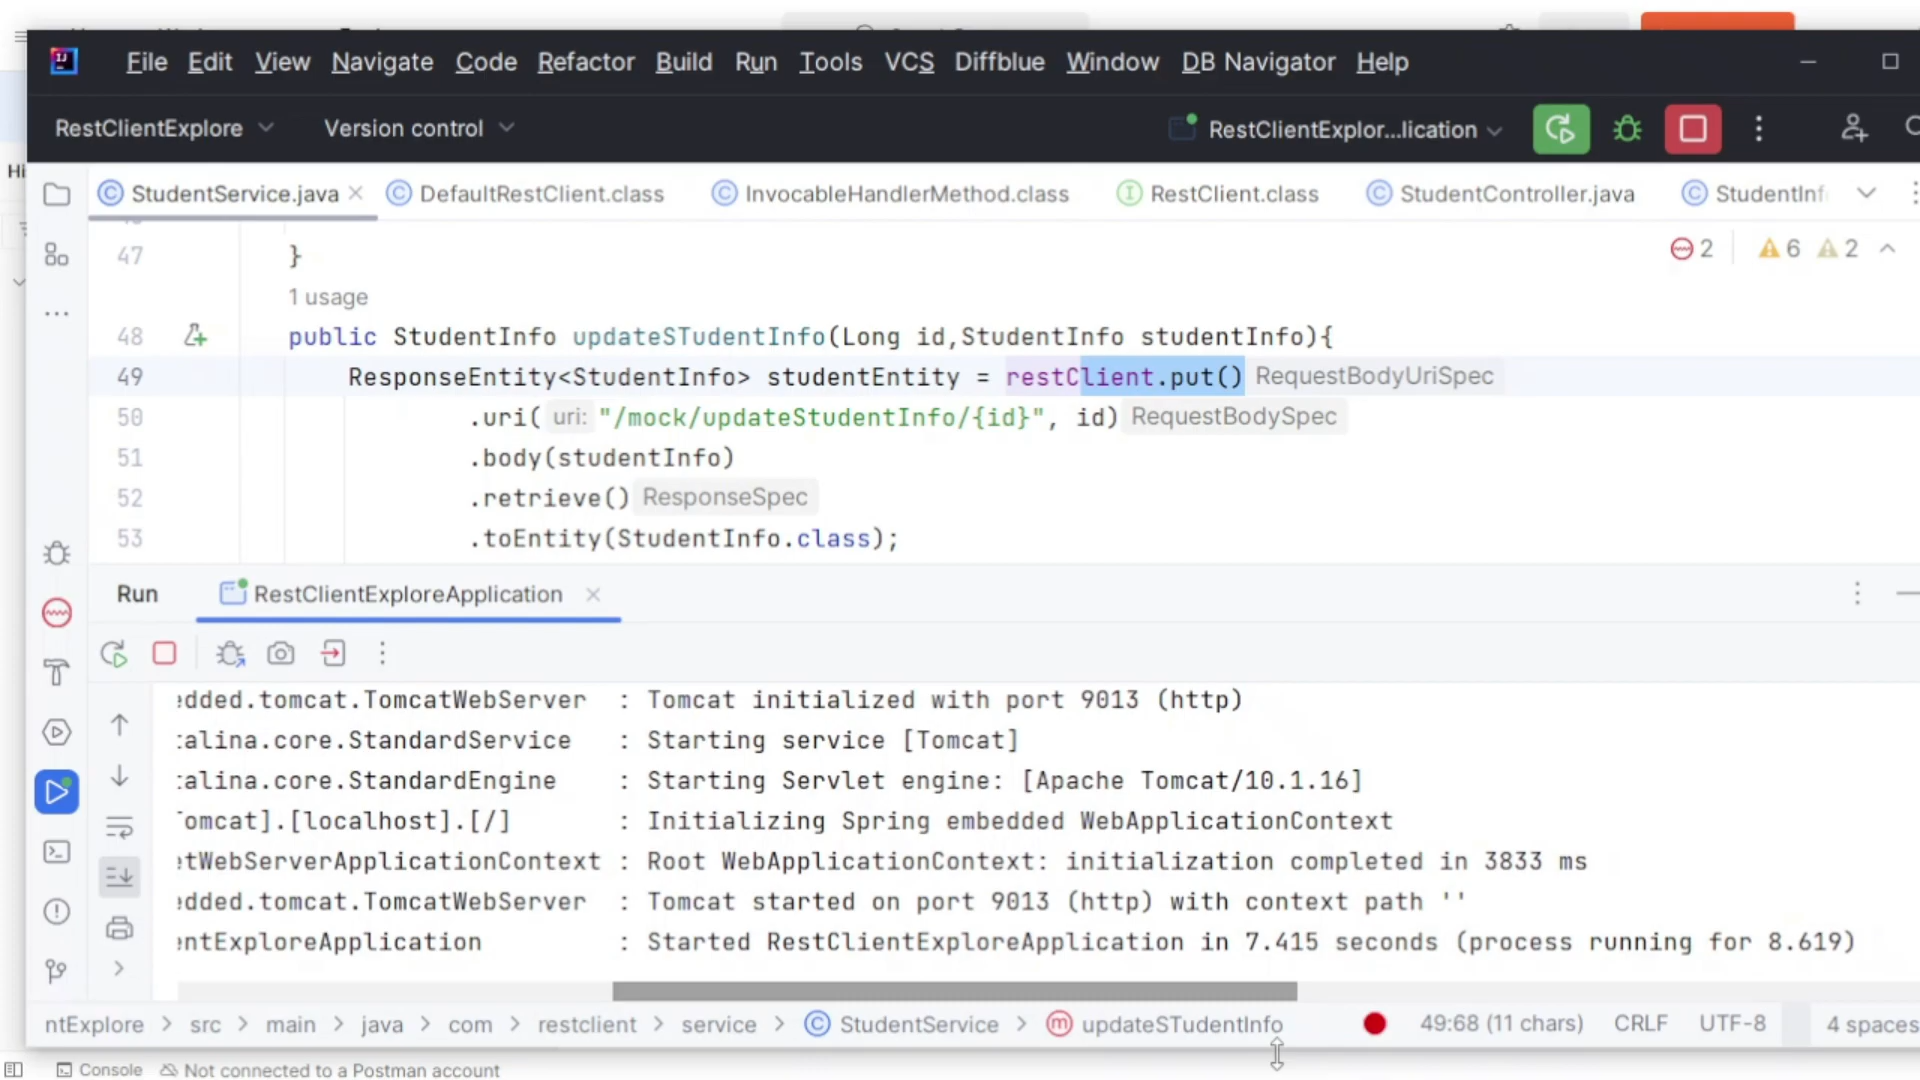 File Edit View Navigate Code Refactor Build Run Tools VCS Diffblue Window DB Navigator Help
RestClientExplore Version control RestClientExplor...lication
StudentService.java DefaultRestClient.class InvocableHandlerMethod.class RestClient.class StudentController.java StudentInf
47 }
2 6 2
1 usage
48 public StudentInfo updateSTudentInfo(Long id,StudentInfo studentInfo){
49 ResponseEntity<StudentInfo> studentEntity = restClient.put() RequestBodyUriSpec
50 .uri( uri: "/mock/updateStudentInfo/{id}", id) RequestBodySpec
51 .body(studentInfo)
52 .retrieve() ResponseSpec
53 .toEntity(StudentInfo.class);
Run RestClientExploreApplication
edded.tomcat.TomcatWebServer : Tomcat initialized with port 9013 (http)
alina.core.StandardService : Starting service [Tomcat]
alina.core.StandardEngine : Starting Servlet engine: [Apache Tomcat/10.1.16]
Tomcat].[localhost].[/] : Initializing Spring embedded WebApplicationContext
etWebServerApplicationContext : Root WebApplicationContext: initialization completed in 3833 ms
edded.tomcat.TomcatWebServer : Tomcat started on port 9013 (http) with context path ''
entExploreApplication : Started RestClientExploreApplication in 7.415 seconds (process running for 8.619)
ntExplore > src > main > java > com > restclient > service > StudentService > updateSTudentInfo 49:68 (11 chars) CRLF UTF-8 4 spaces
Console Not connected to a Postman account